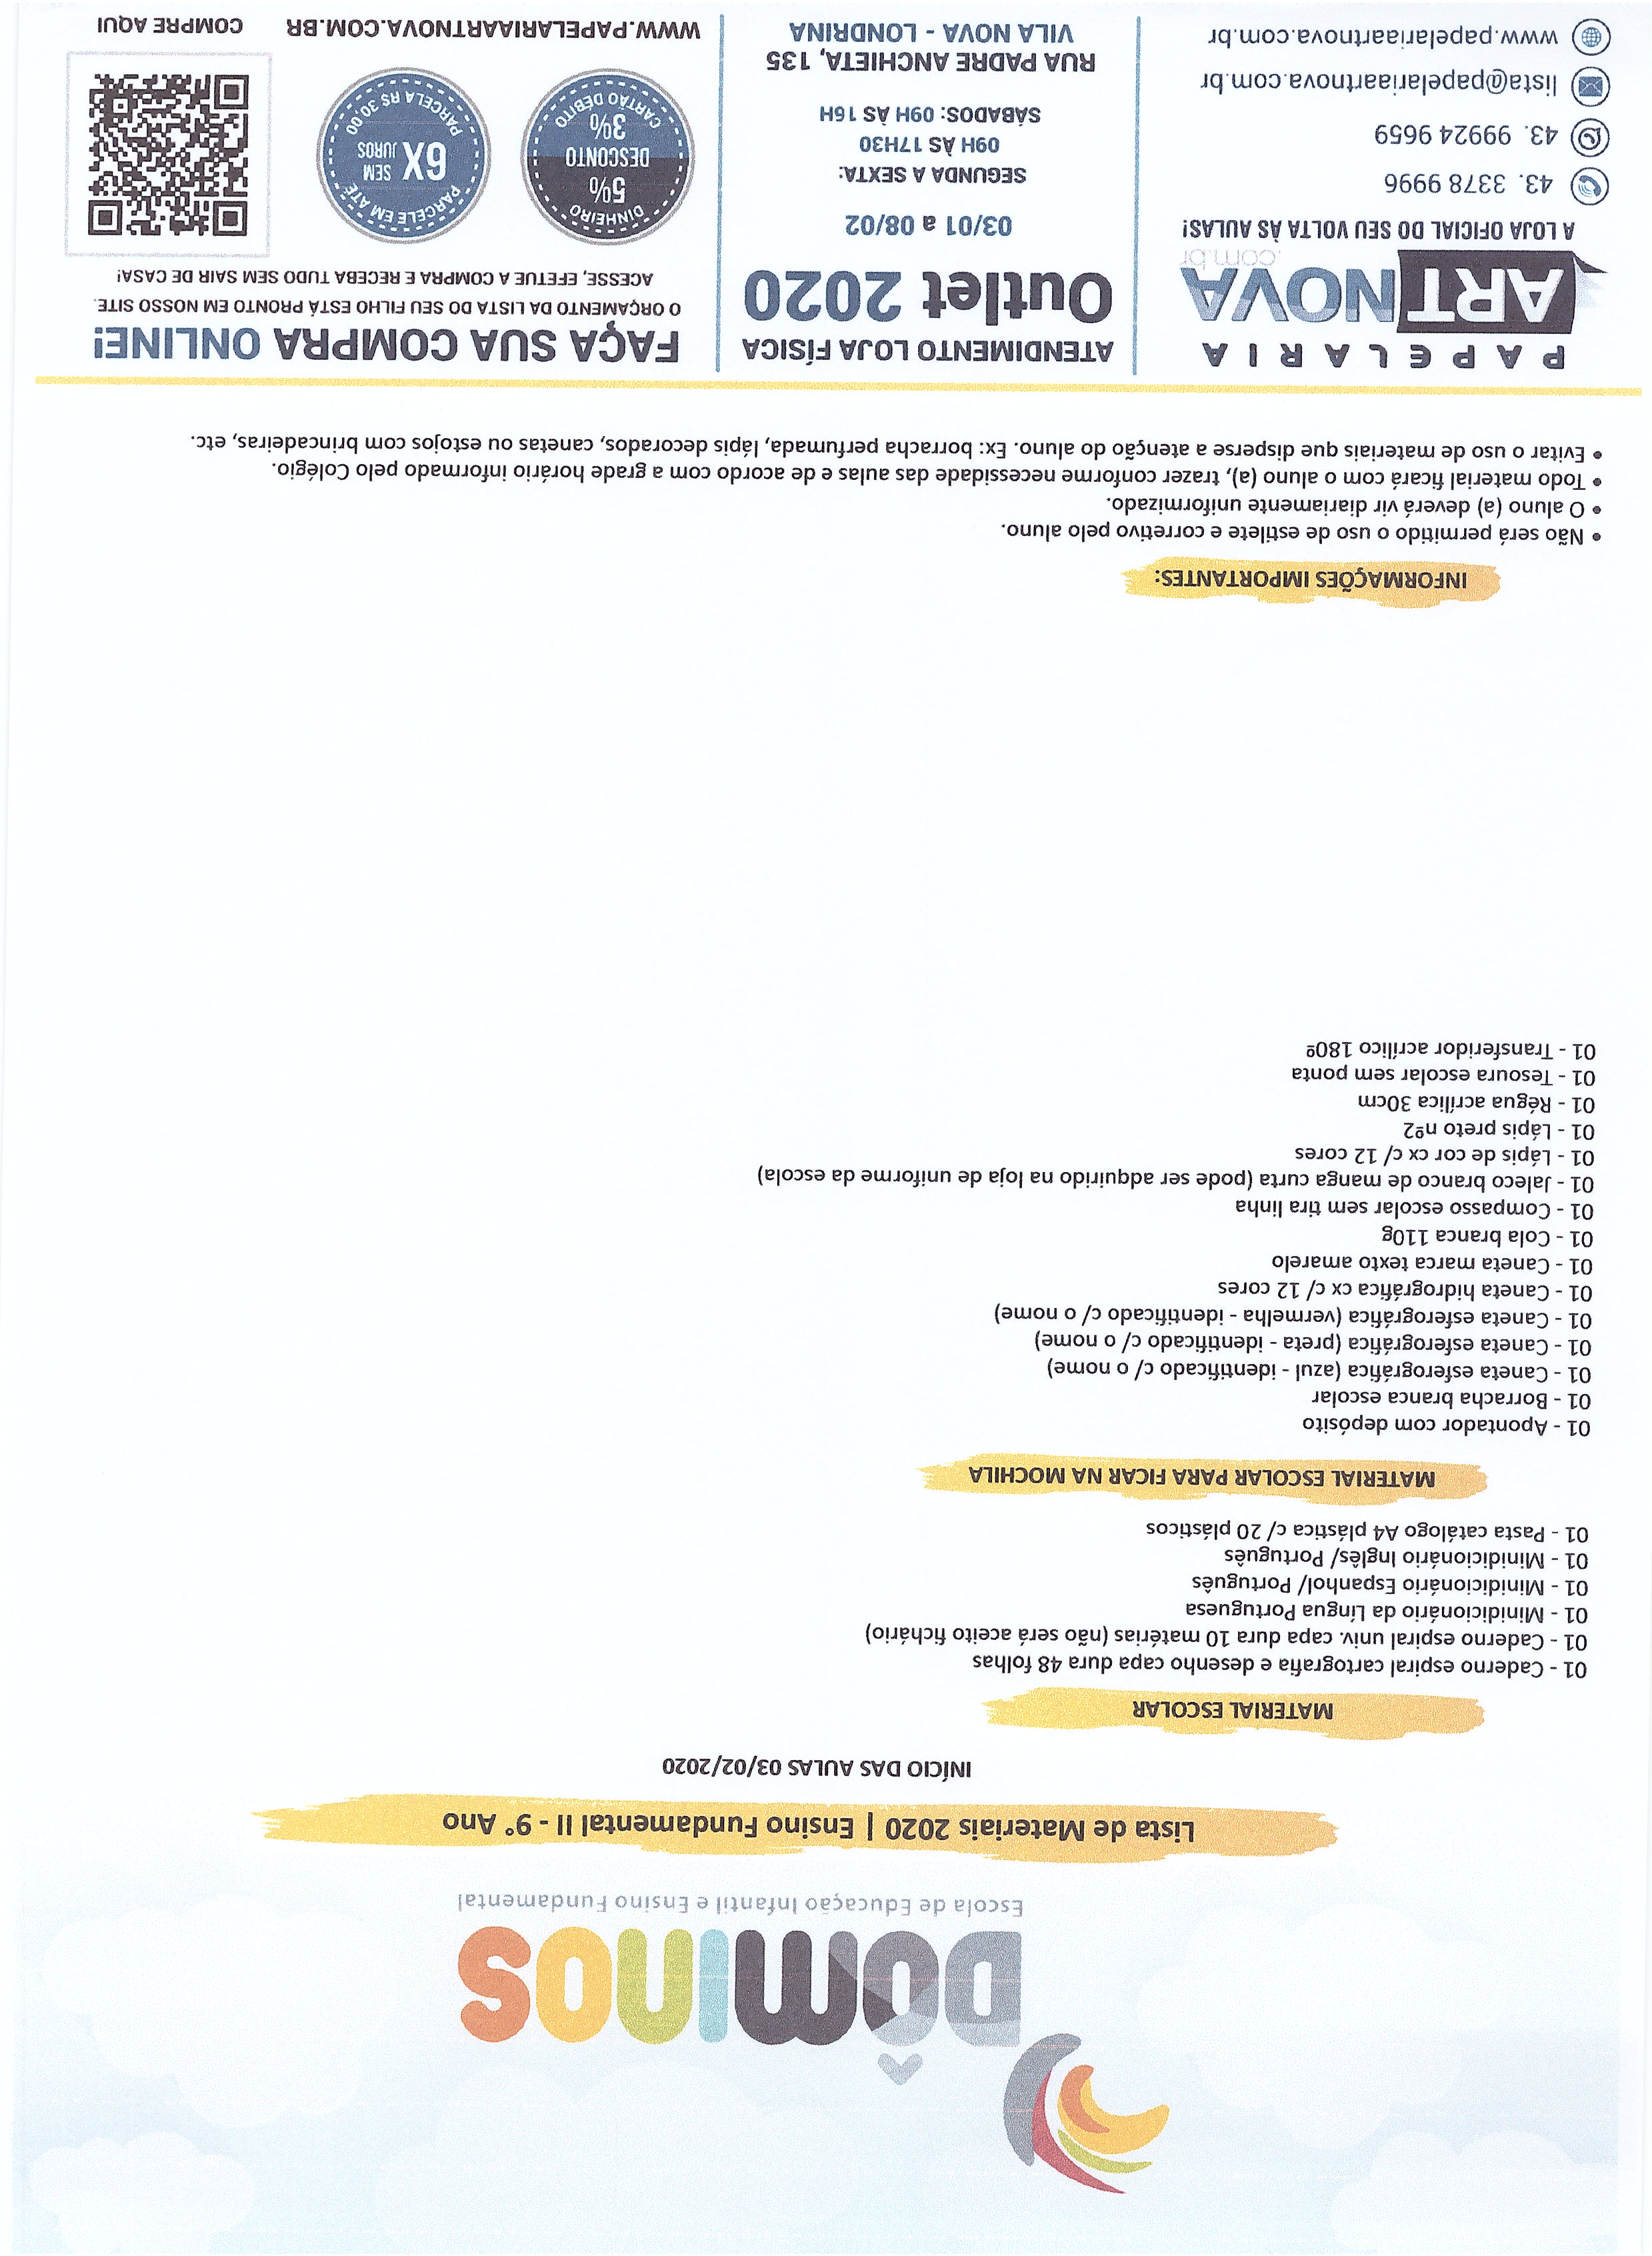 DÔMINOS
Escola de Educação Infantil e Ensino Fundamental
Lista de Materiais 2020 | Ensino Fundamental II - 9° Ano
INÍCIO DAS AULAS 03/02/2020
MATERIAL ESCOLAR
01 - Caderno espiral cartografia e desenho capa dura 48 folhas
01 - Caderno espiral univ. capa dura 10 matérias (não será aceito fichário)
01 - Minidicionário da Língua Portuguesa
01 - Minidicionário Espanhol/ Português
01 - Minidicionário Inglês/ Português
01 - Pasta catálogo A4 plástica c/ 20 plásticos
MATERIAL ESCOLAR PARA FICAR NA MOCHILA
01 - Apontador com depósito
01 - Borracha branca escolar
01 - Caneta esferográfica (azul - identificado c/ o nome)
01 - Caneta esferográfica (preta - identificado c/ o nome)
01 - Caneta esferográfica (vermelha - identificado c/ o nome)
01 - Caneta hidrográfica cx c/ 12 cores
01 - Caneta marca texto amarelo
01 - Cola branca 110g
01 - Compasso escolar sem tira linha
01 - Jaleco branco de manga curta (pode ser adquirido na loja de uniforme da escola)
01 - Lápis de cor cx c/ 12 cores
01 - Lápis preto nº2
01 - Régua acrílica 30cm
01 - Tesoura escolar sem ponta
01 - Transferidor acrílico 180º
INFORMAÇÕES IMPORTANTES:
• Não será permitido o uso de estilete e corretivo pelo aluno.
• O aluno (a) deverá vir diariamente uniformizado.
• Todo material ficará com o aluno (a), trazer conforme necessidade das aulas e de acordo com a grade horário informado pelo Colégio.
• Evitar o uso de materiais que disperse a atenção do aluno. Ex: borracha perfumada, lápis decorados, canetas ou estojos com brincadeiras, etc.
PAPELARIA
ARTNOVA
.com.br
A LOJA OFICIAL DO SEU VOLTA ÀS AULAS!
43. 3378 9996
43. 99924 9659
lista@papelariaartnova.com.br
www.papelariaartnova.com.br
ATENDIMENTO LOJA FÍSICA
Outlet 2020
03/01 a 08/02
SEGUNDA A SEXTA:
09H ÀS 17H30
SÁBADOS: 09H ÀS 16H
RUA PADRE ANCHIETA, 135
VILA NOVA - LONDRINA
FAÇA SUA COMPRA ONLINE!
O ORÇAMENTO DA LISTA DO SEU FILHO ESTÁ PRONTO EM NOSSO SITE.
ACESSE, EFETUE A COMPRA E RECEBA TUDO SEM SAIR DE CASA!
DINHEIRO
5%
DESCONTO
3%
CARTÃO DÉBITO
PARCELE EM ATÉ
6X SEM JUROS
PARCELA R$ 30,00
WWW.PAPELARIAARTNOVA.COM.BR
COMPRE AQUI